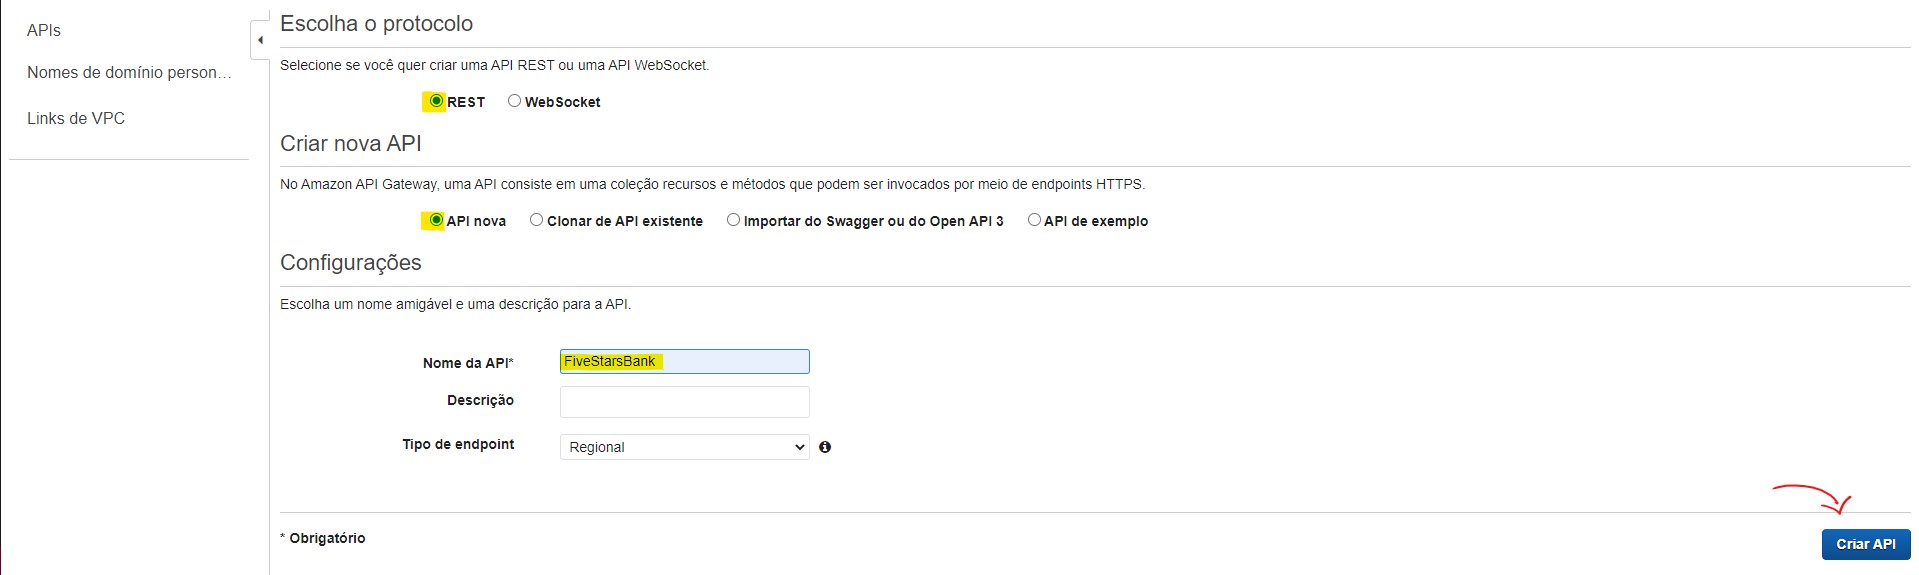 APIs
Nomes de domínio person...
Links de VPC
Escolha o protocolo
Selecione se você quer criar uma API REST ou uma API WebSocket.
REST WebSocket
Criar nova API
No Amazon API Gateway, uma API consiste em uma coleção recursos e métodos que podem ser invocados por meio de endpoints HTTPS.
API nova Clonar de API existente Importar do Swagger ou do Open API 3 API de exemplo
Configurações
Escolha um nome amigável e uma descrição para a API.
Nome da API* FiveStarsBank
Descrição
Tipo de endpoint Regional
* Obrigatório
Criar API